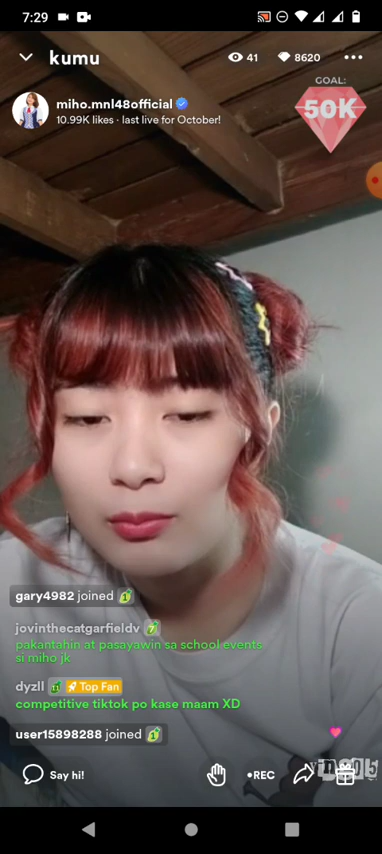 7:29
kumu
41
8620
GOAL:
50K
miho.mnl48official
10.99K likes · last live for October!
gary4982 joined
jovinthecatgarfieldv 7
pakantahin at pasayawin sa school events
si miho jk
dyzll Top Fan
competitive tiktok po kase maam XD
user15898288 joined
Say hi!
•REC